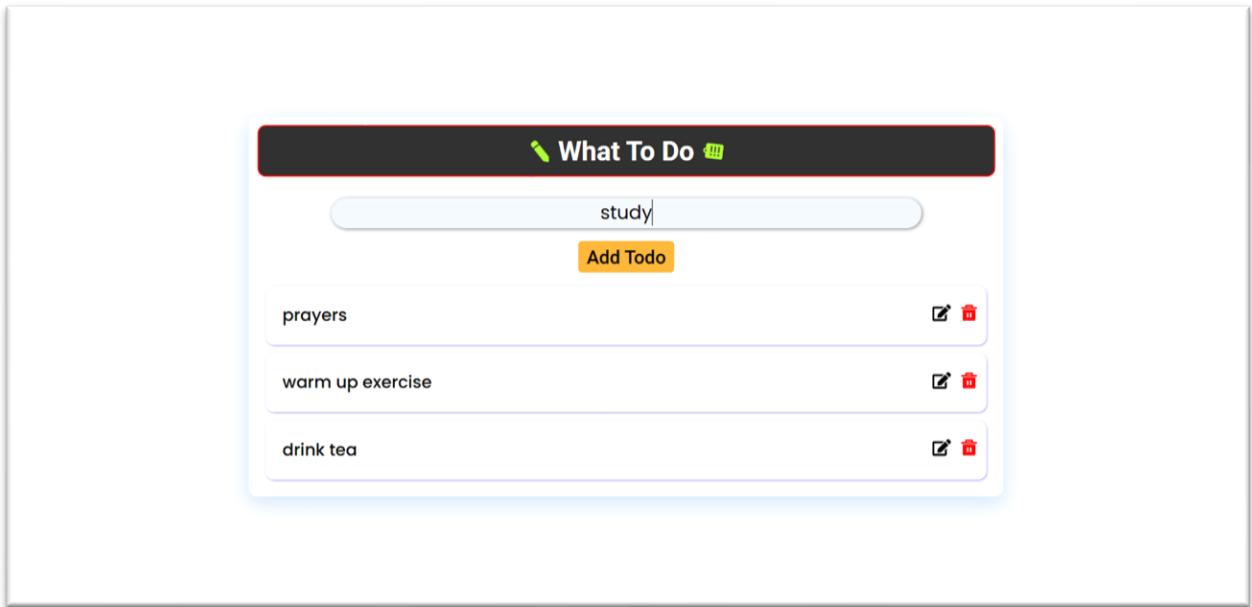 What To Do
study
Add Todo
prayers
warm up exercise
drink tea